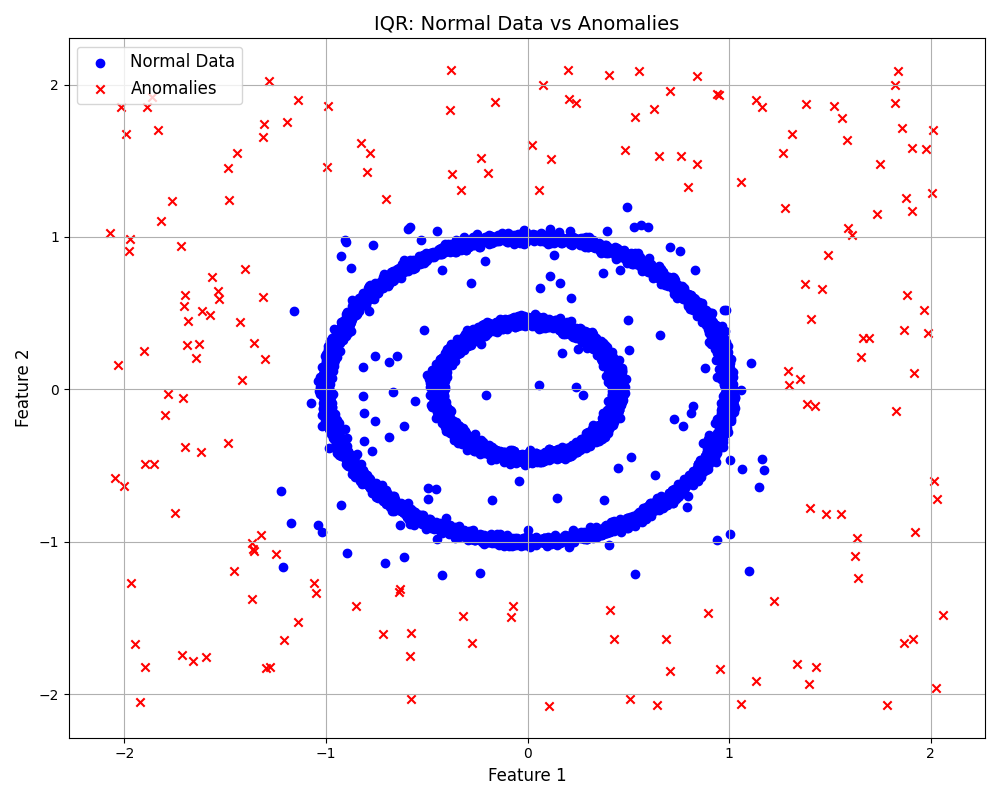 IQR: Normal Data vs Anomalies
Normal Data
Anomalies
2
1
0
−1
−2
Feature 2
−2 −1 0 1 2
Feature 1